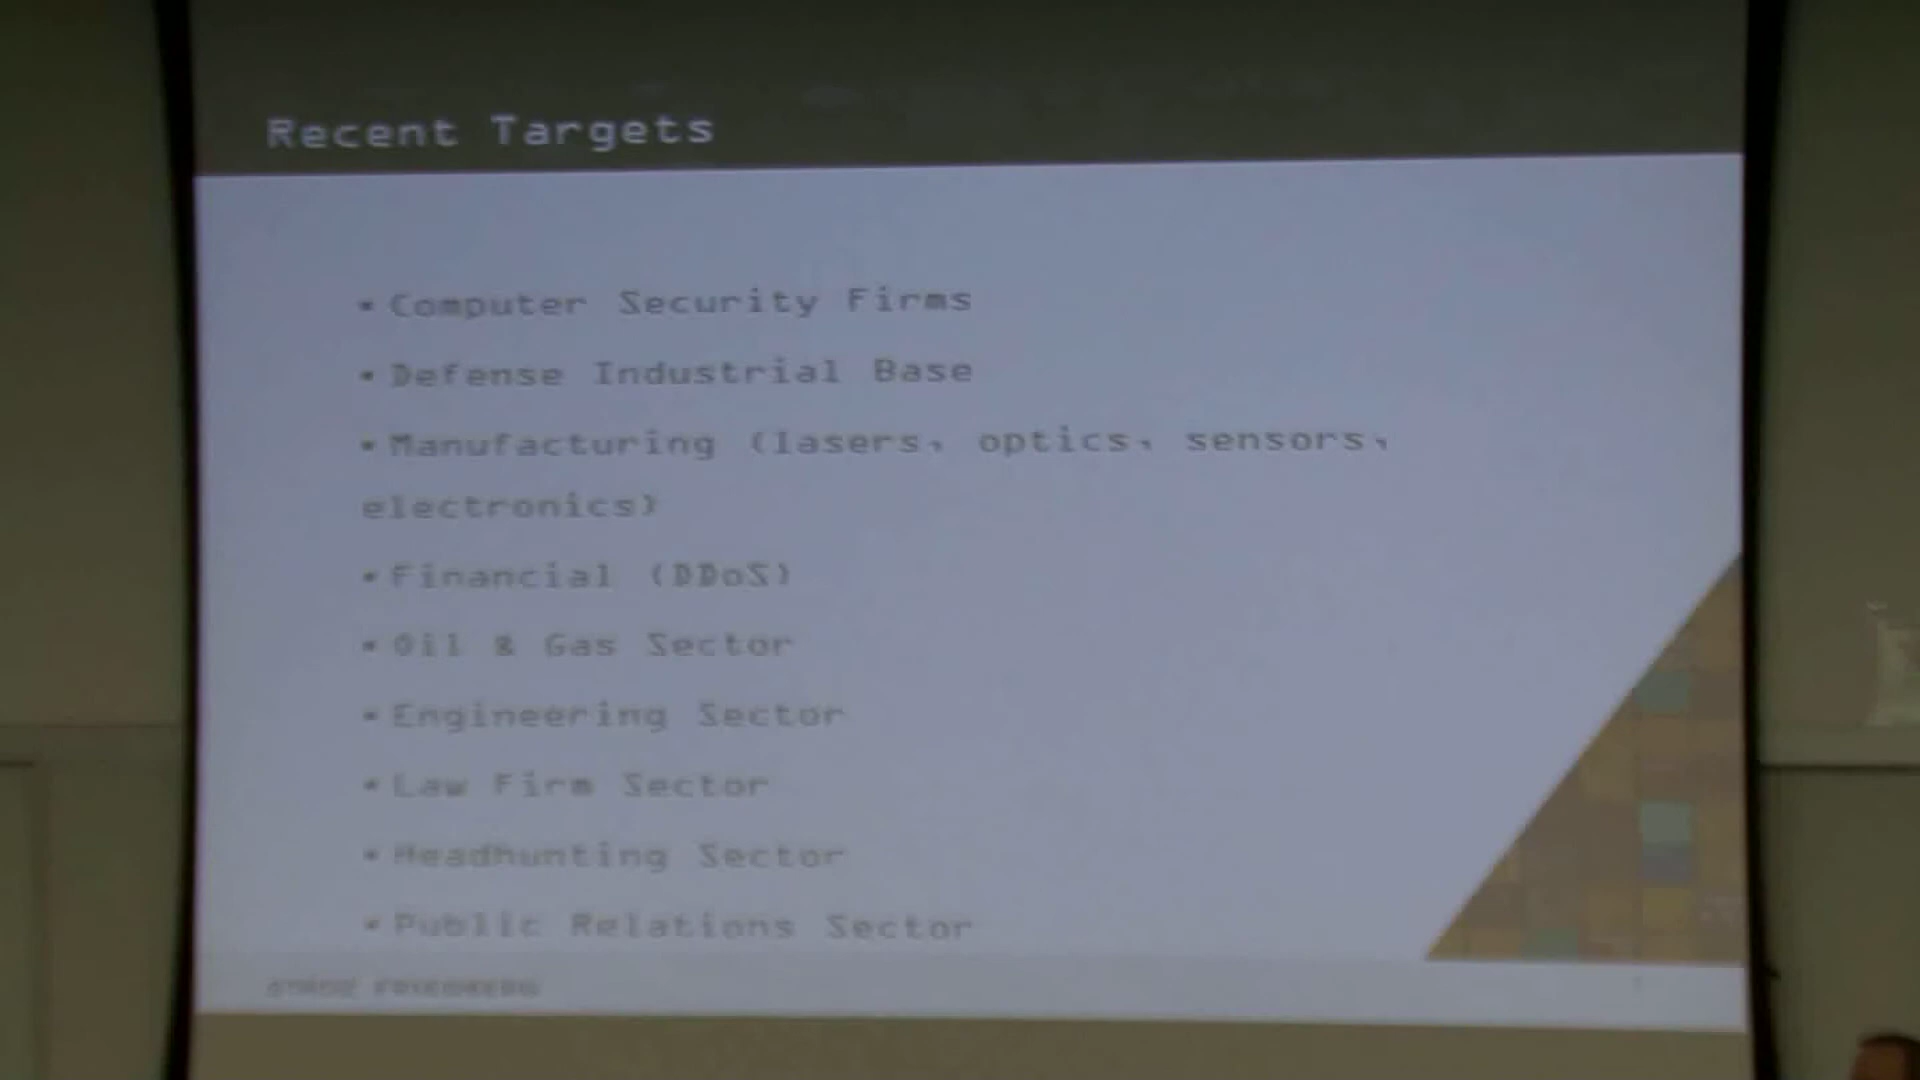 Recent Targets
• Computer Security Firms
• Defense Industrial Base
• Manufacturing (lasers, optics, sensors,
electronics)
• Financial (DDoS)
• Oil & Gas Sector
• Engineering Sector
• Law Firm Sector
• Headhunting Sector
• Public Relations Sector